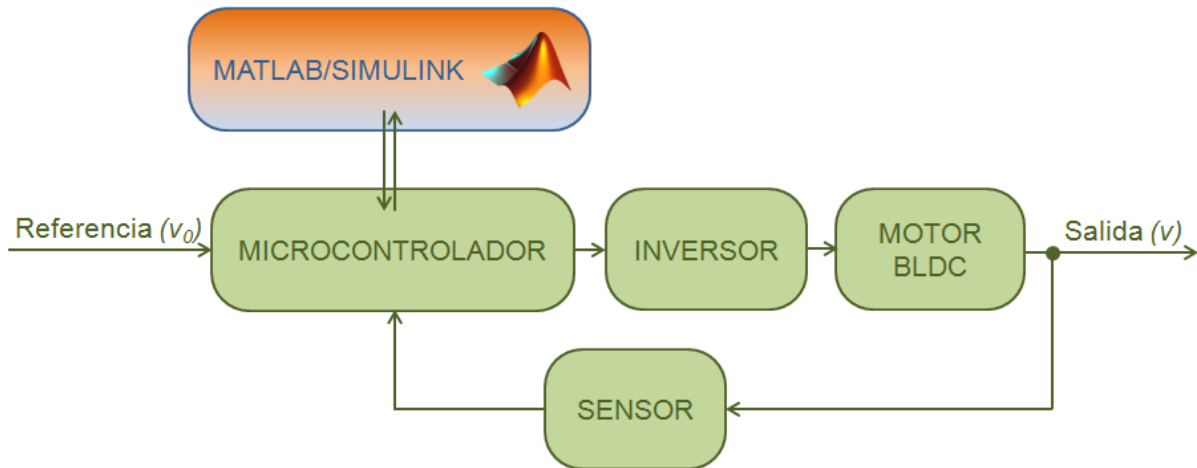 MATLAB/SIMULINK
Referencia (v₀)
MICROCONTROLADOR
INVERSOR
MOTOR
BLDC
Salida (v)
SENSOR